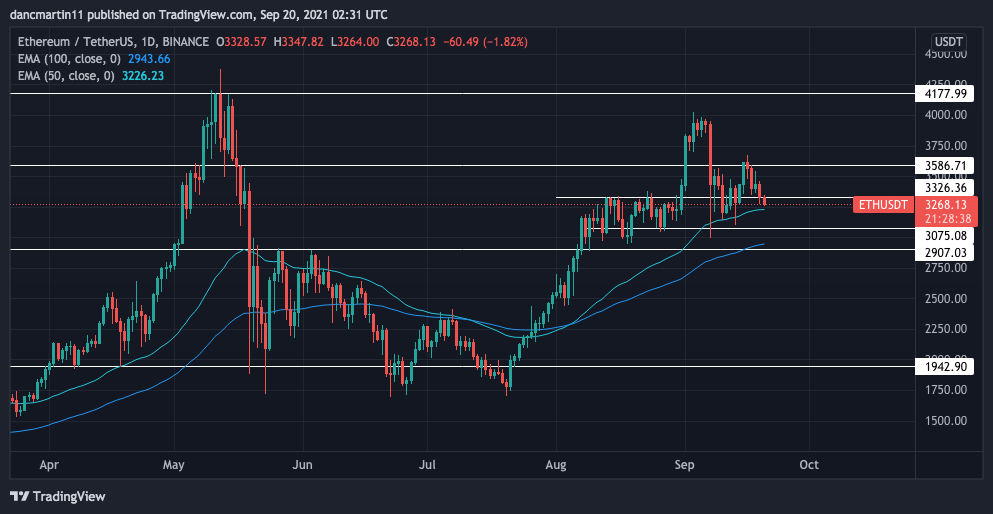 dancmartin11 published on TradingView.com, Sep 20, 2021 02:31 UTC
Ethereum / TetherUS, 1D, BINANCE O3328.57 H3347.82 L3264.00 C3268.13 −60.49 (−1.82%)
EMA (100, close, 0) 2943.66
EMA (50, close, 0) 3226.23
USDT
4500.00
4250.00
4177.99
4000.00
3750.00
3586.71
3500.00
3326.36
ETHUSDT 3268.13
21:28:38
3075.08
2907.03
2750.00
2500.00
2250.00
2000.00
1942.90
1750.00
1500.00
Apr May Jun Jul Aug Sep Oct
TradingView